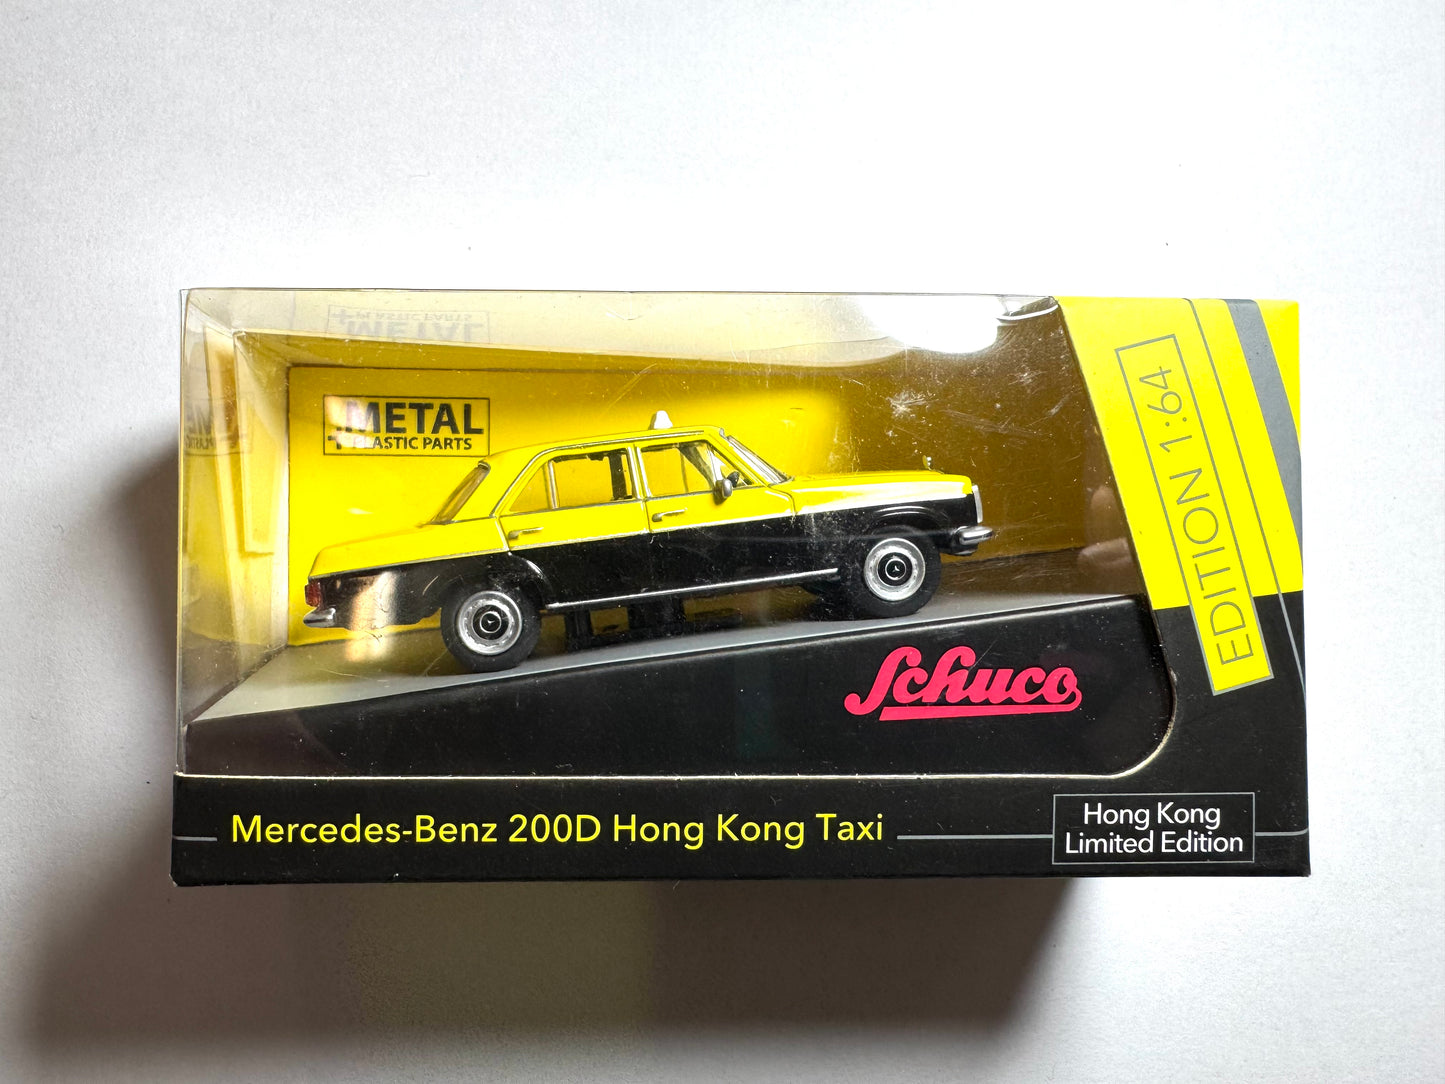 METAL
+PLASTIC PARTS
EDITION 1:64
Schuco
Mercedes-Benz 200D Hong Kong Taxi
Hong Kong
Limited Edition